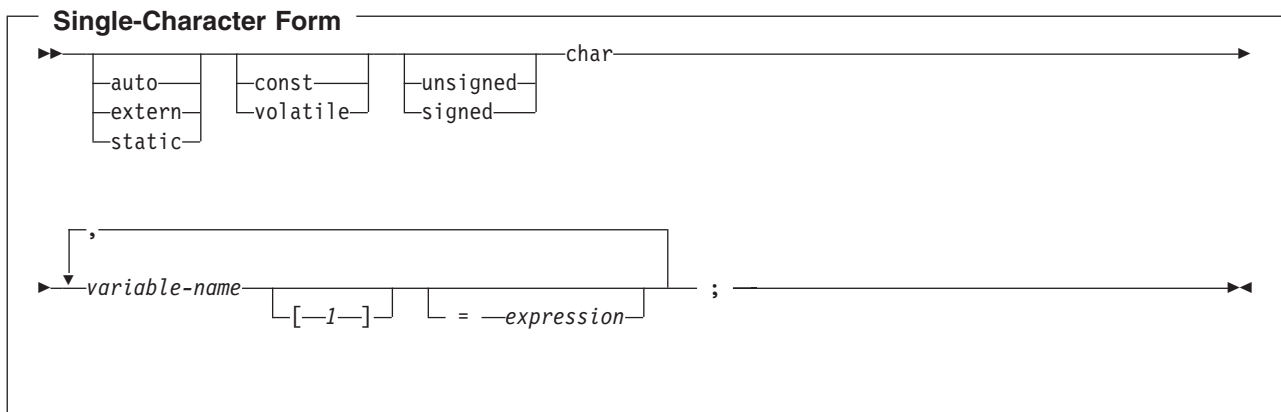 Single-Character Form
char
auto const unsigned
extern volatile signed
static
,
variable-name [ 1 ] = expression ;